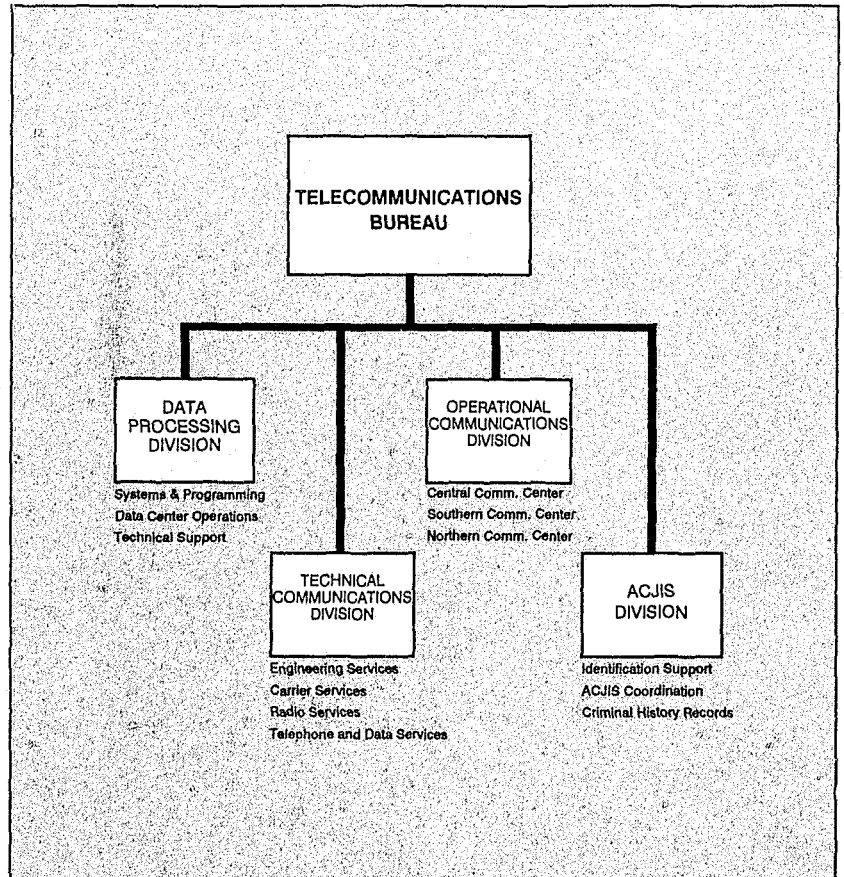 TELECOMMUNICATIONS
BUREAU
DATA
PROCESSING
DIVISION
Systems & Programming
Data Center Operations
Technical Support
OPERATIONAL
COMMUNICATIONS
DIVISION
Central Comm. Center
Southern Comm. Center
Northern Comm. Center
TECHNICAL
COMMUNICATIONS
DIVISION
Engineering Services
Carrier Services
Radio Services
Telephone and Data Services
ACJIS
DIVISION
Identification Support
ACJIS Coordination
Criminal History Records